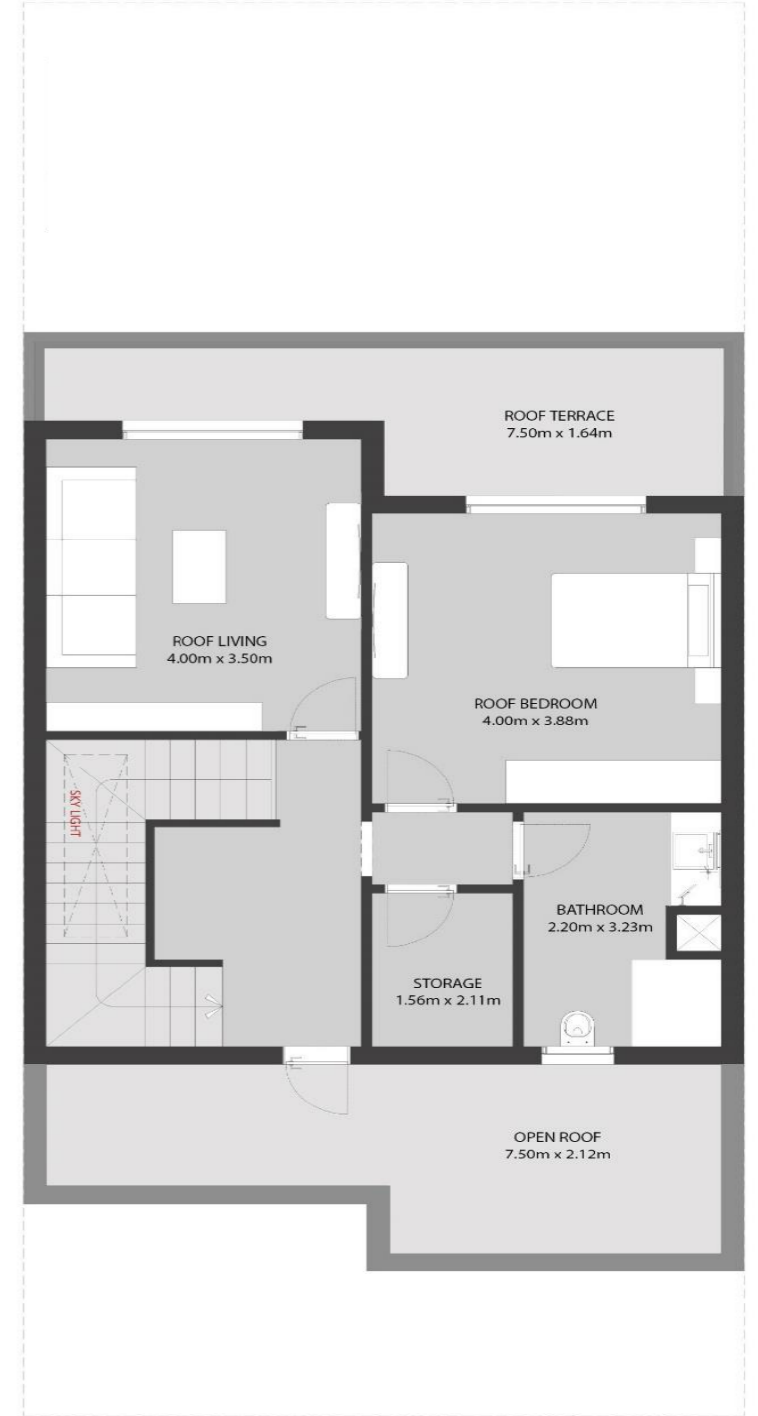 ROOF TERRACE
7.50m x 1.64m
ROOF LIVING
4.00m x 3.50m
ROOF BEDROOM
4.00m x 3.88m
SKY LIGHT
BATHROOM
2.20m x 3.23m
STORAGE
1.56m x 2.11m
OPEN ROOF
7.50m x 2.12m